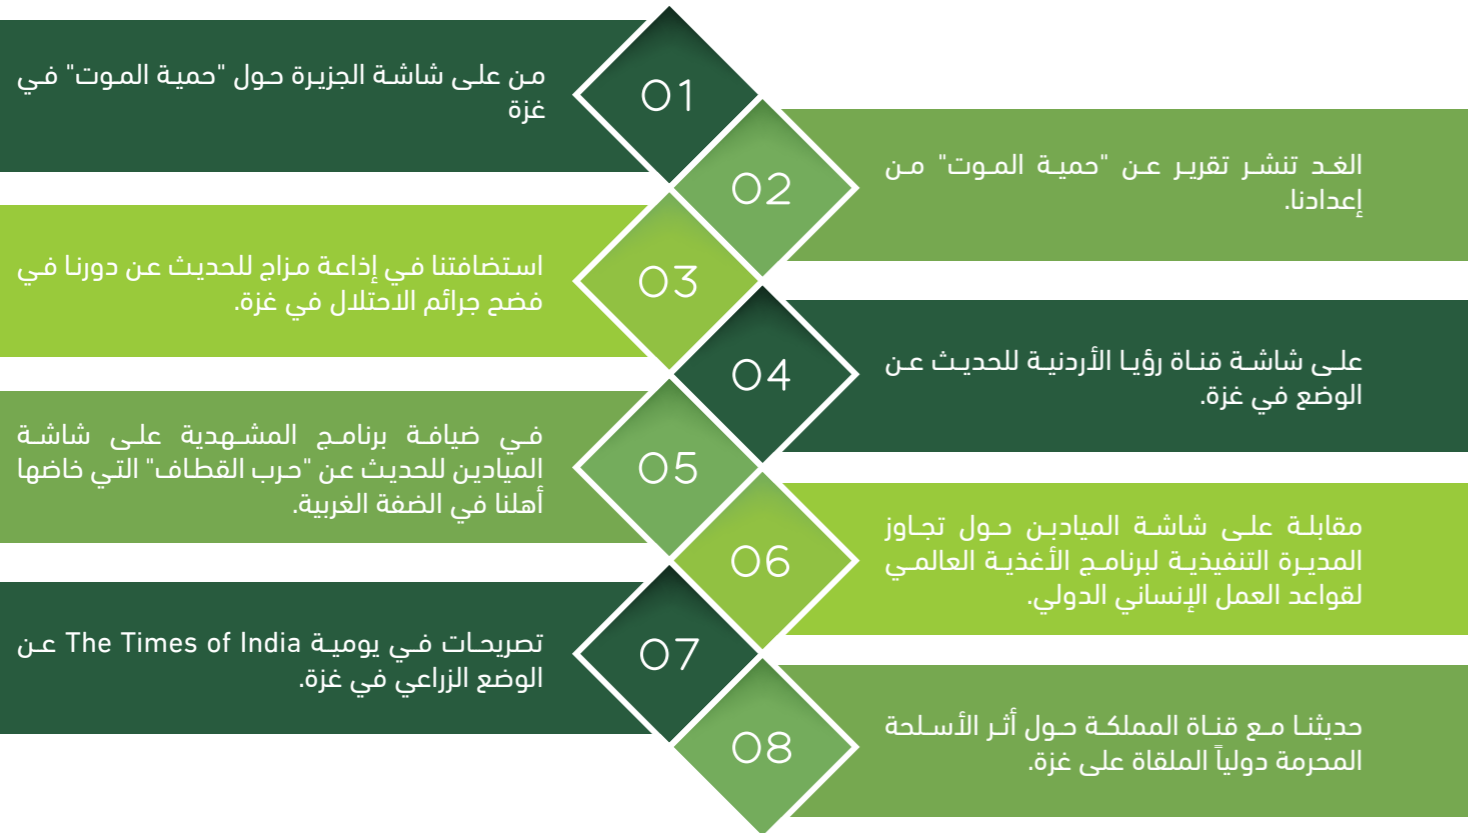 01
من على شاشة الجزيرة حول "حمية الموت" في
غزة
02
الغد تنشر تقرير عن "حمية الموت" من
إعدادنا.
03
استضافتنا في إذاعة مزاج للحديث عن دورنا في
فضح جرائم الاحتلال في غزة.
04
على شاشة قناة رؤيا الأردنية للحديث عن
الوضع في غزة.
05
في ضيافة برنامج المشهدية على شاشة
الميادين للحديث عن "حرب القطاف" التي خاضها
أهلنا في الضفة الغربية.
06
مقابلة على شاشة الميادبن حول تجاوز
المديرة التنفيذية لبرنامج الأغذية العالمي
لقواعد العمل الإنساني الدولي.
07
تصريحات في يومية The Times of India عن
الوضع الزراعي في غزة.
08
حديثنا مع قناة المملكة حول أثر الأسلحة
المحرمة دولياً الملقاة على غزة.